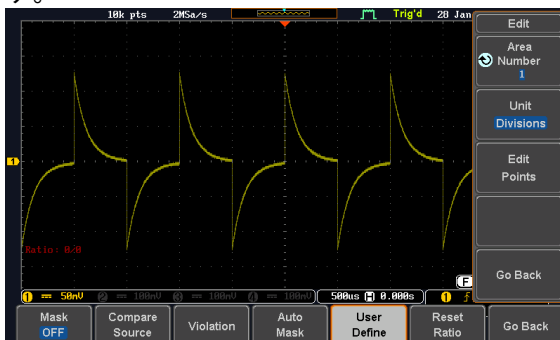 10k pts 2MSa/s Trig'd 28 Jan
Edit
Area
Number
1
Unit
Divisions
Edit
Points
Go Back
1
Ratio: 0/0
F
1 50mV 2 100mV 3 100mV 4 100mV 500us H 0.000s 1
Mask
OFF
Compare
Source
Violation
Auto
Mask
User
Define
Reset
Ratio
Go Back